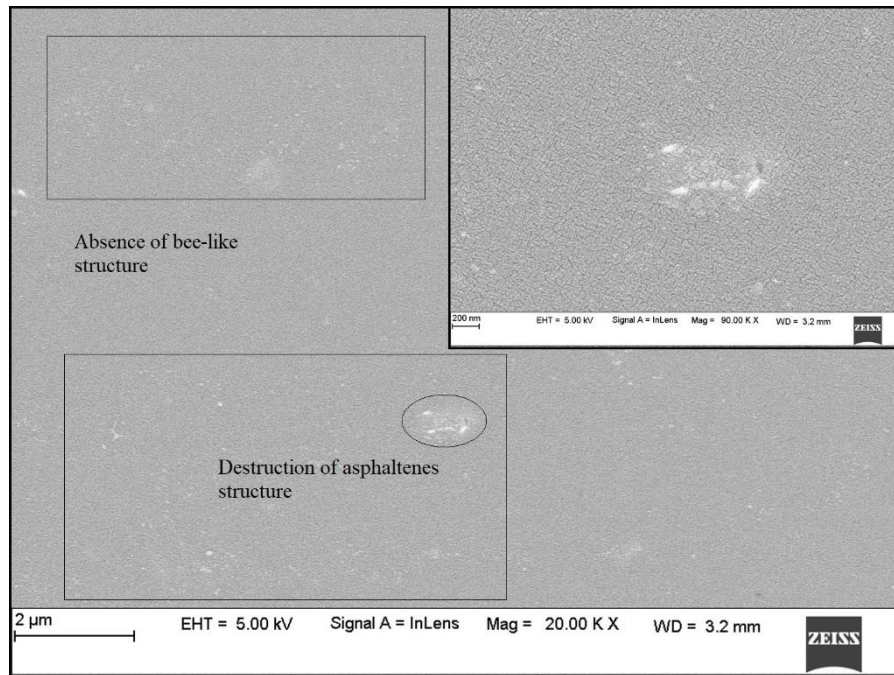 Absence of bee-like
structure
200 nm
EHT = 5.00 kV Signal A = InLens Mag = 90.00 K X WD = 3.2 mm
ZEISS
Destruction of asphaltenes
structure
2 µm
EHT = 5.00 kV Signal A = InLens Mag = 20.00 K X WD = 3.2 mm
ZEISS